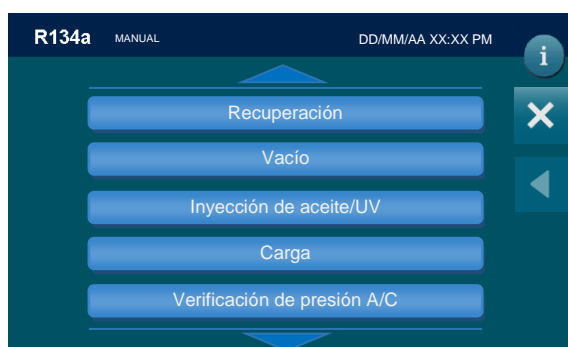 R134a MANUAL DD/MM/AA XX:XX PM
i
Recuperación
Vacío
Inyección de aceite/UV
Carga
Verificación de presión A/C